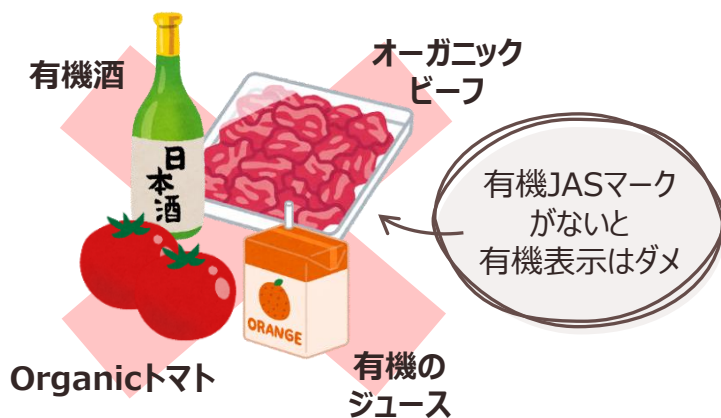 有機酒
オーガニック
ビーフ
日本酒
有機JASマーク
がないと
有機表示はダメ
ORANGE
Organicトマト
有機の
ジュース